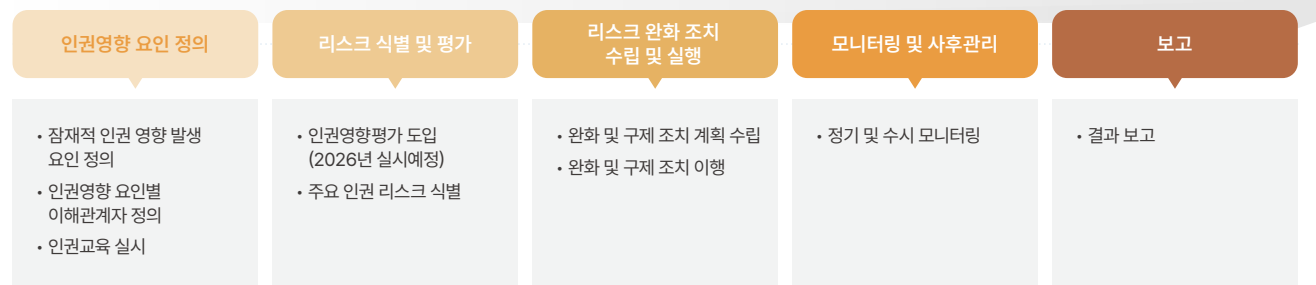 인권영향 요인 정의
• 잠재적 인권 영향 발생
요인 정의
• 인권영향 요인별
이해관계자 정의
• 인권교육 실시
리스크 식별 및 평가
• 인권영향평가 도입
(2026년 실시예정)
• 주요 인권 리스크 식별
리스크 완화 조치
수립 및 실행
• 완화 및 구제 조치 계획 수립
• 완화 및 구제 조치 이행
모니터링 및 사후관리
• 정기 및 수시 모니터링
보고
• 결과 보고